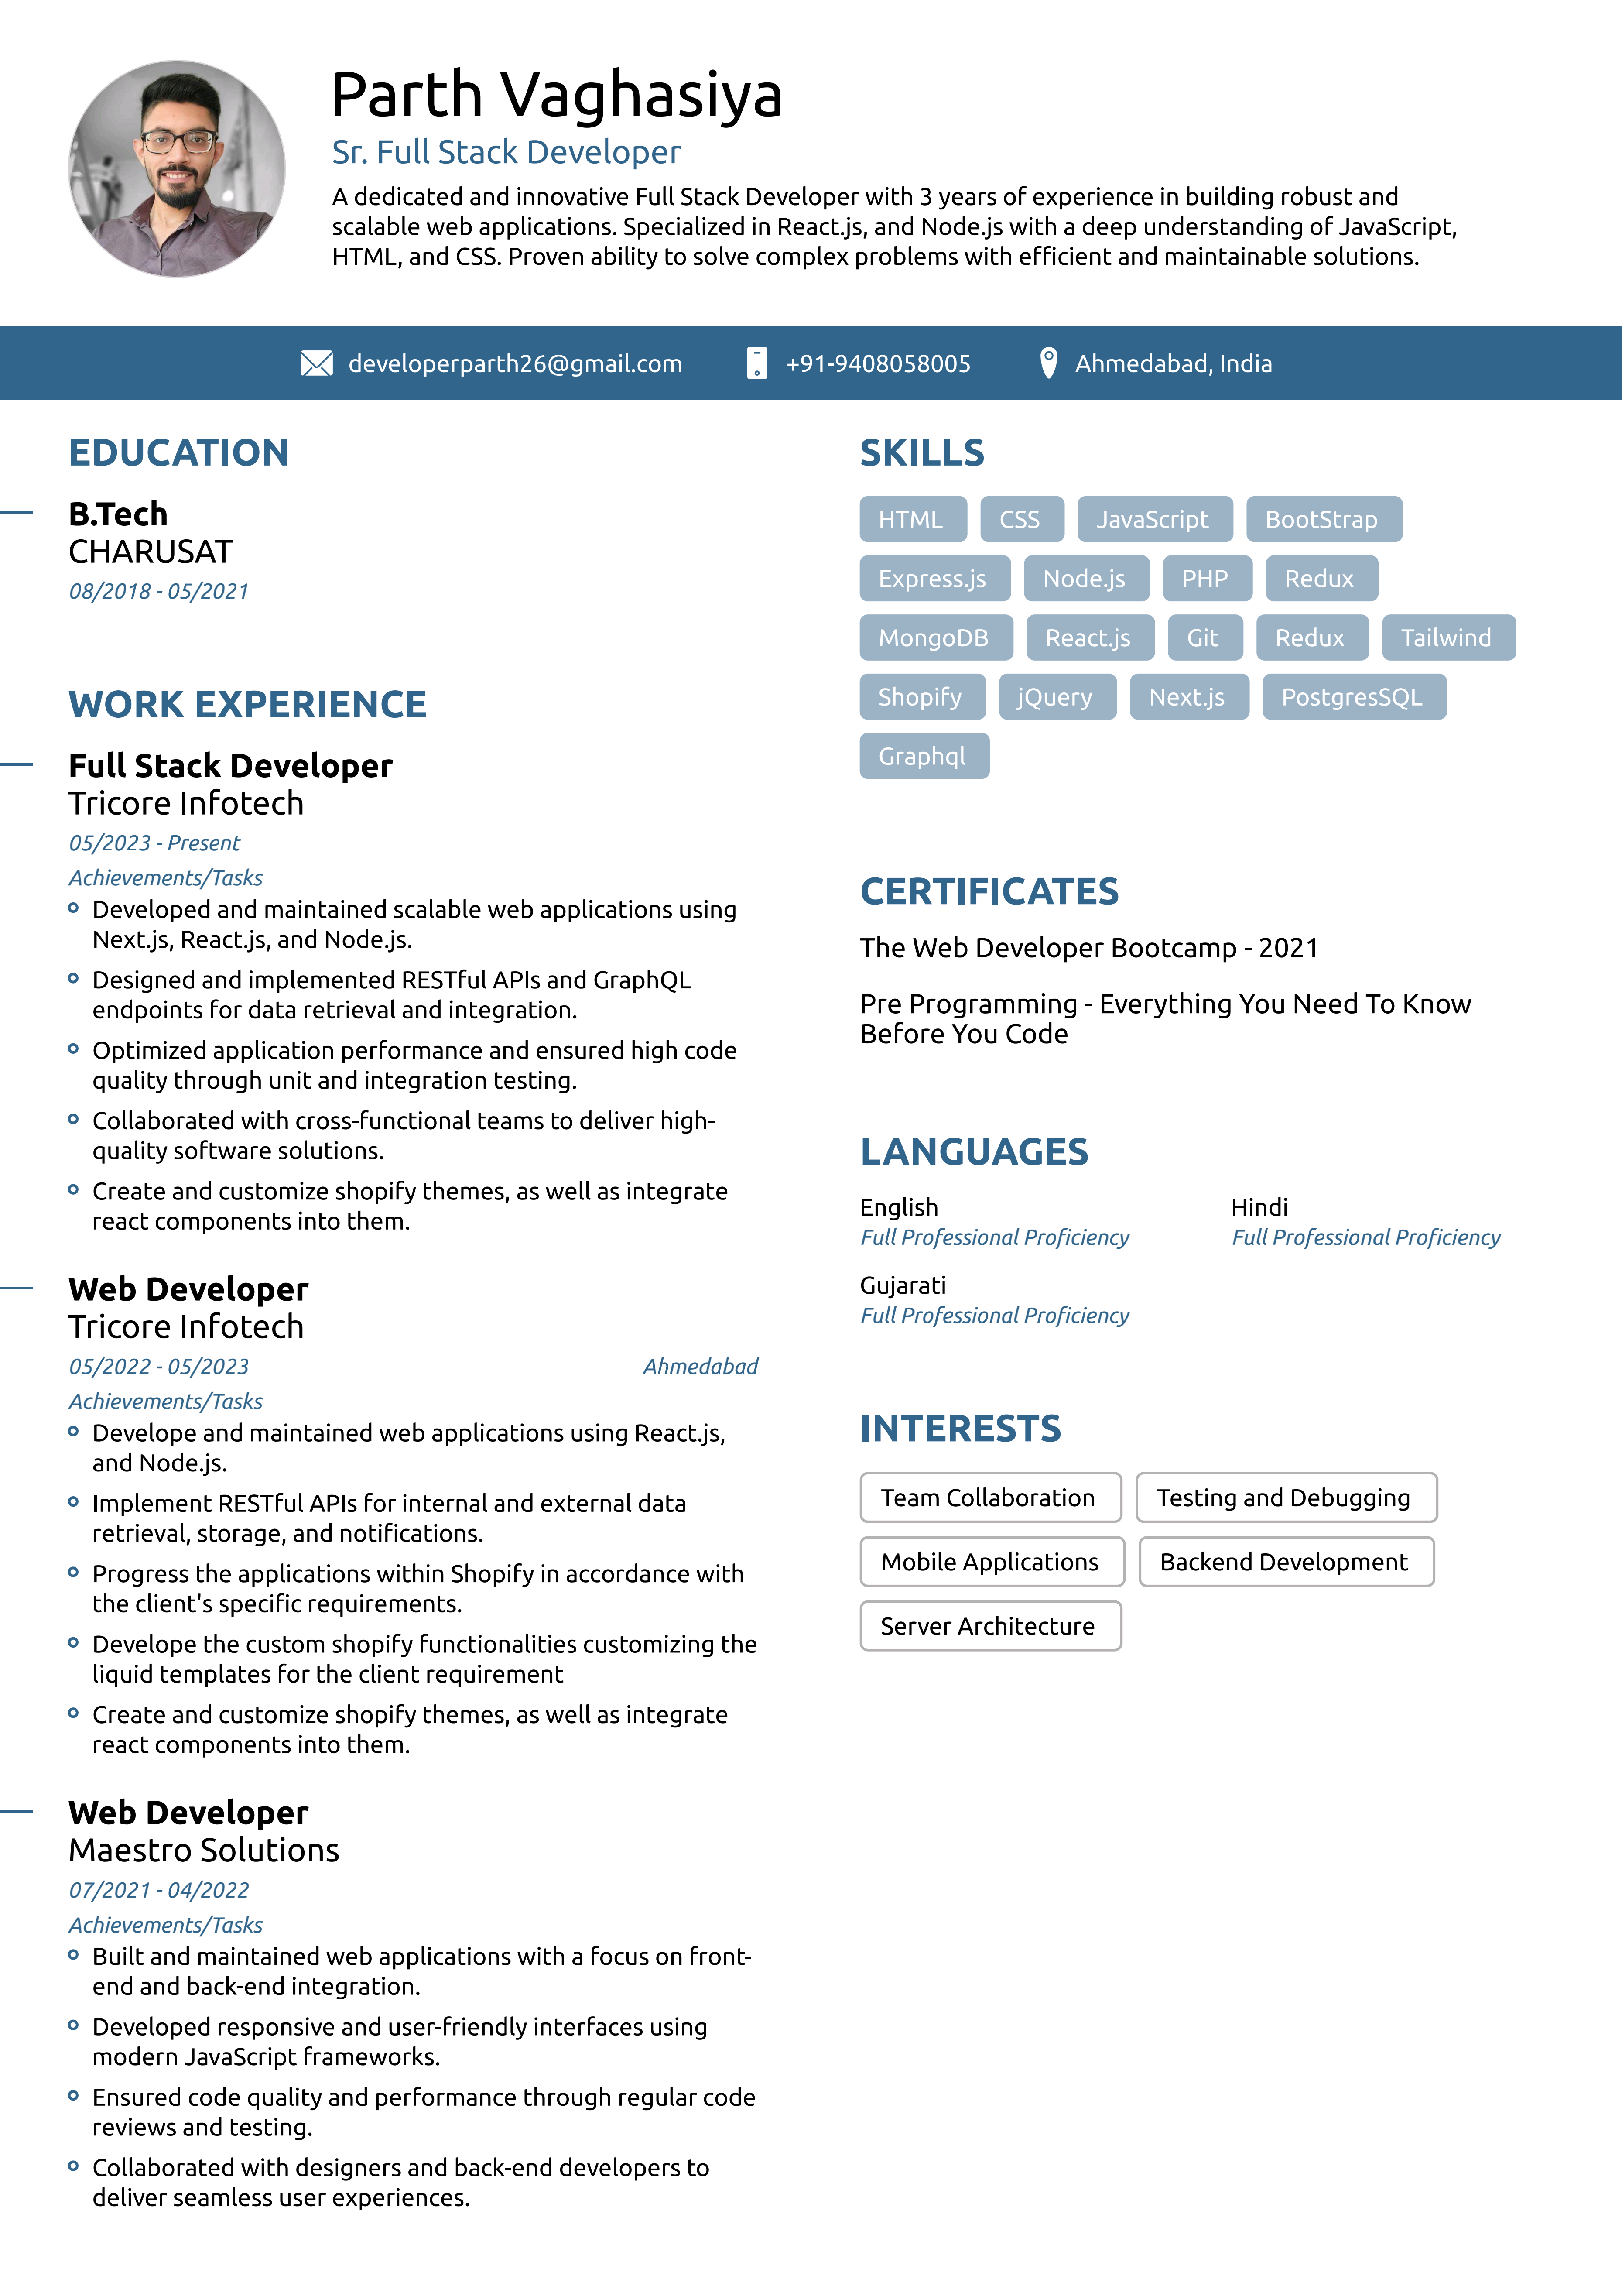 Parth Vaghasiya
Sr. Full Stack Developer
A dedicated and innovative Full Stack Developer with 3 years of experience in building robust and
scalable web applications. Specialized in React.js, and Node.js with a deep understanding of JavaScript,
HTML, and CSS. Proven ability to solve complex problems with efficient and maintainable solutions.
developerparth26@gmail.com +91-9408058005 Ahmedabad, India
EDUCATION
B.Tech
CHARUSAT
08/2018 - 05/2021
WORK EXPERIENCE
Full Stack Developer
Tricore Infotech
05/2023 - Present
Achievements/Tasks
Developed and maintained scalable web applications using
Next.js, React.js, and Node.js.
Designed and implemented RESTful APIs and GraphQL
endpoints for data retrieval and integration.
Optimized application performance and ensured high code
quality through unit and integration testing.
Collaborated with cross-functional teams to deliver high-
quality software solutions.
Create and customize shopify themes, as well as integrate
react components into them.
Web Developer
Tricore Infotech
05/2022 - 05/2023 Ahmedabad
Achievements/Tasks
Develope and maintained web applications using React.js,
and Node.js.
Implement RESTful APIs for internal and external data
retrieval, storage, and notifications.
Progress the applications within Shopify in accordance with
the client's specific requirements.
Develope the custom shopify functionalities customizing the
liquid templates for the client requirement
Create and customize shopify themes, as well as integrate
react components into them.
Web Developer
Maestro Solutions
07/2021 - 04/2022
Achievements/Tasks
Built and maintained web applications with a focus on front-
end and back-end integration.
Developed responsive and user-friendly interfaces using
modern JavaScript frameworks.
Ensured code quality and performance through regular code
reviews and testing.
Collaborated with designers and back-end developers to
deliver seamless user experiences.
SKILLS
HTML CSS JavaScript BootStrap
Express.js Node.js PHP Redux
MongoDB React.js Git Redux Tailwind
Shopify jQuery Next.js PostgresSQL
Graphql
CERTIFICATES
The Web Developer Bootcamp - 2021
Pre Programming - Everything You Need To Know
Before You Code
LANGUAGES
English Hindi
Full Professional Proficiency Full Professional Proficiency
Gujarati
Full Professional Proficiency
INTERESTS
Team Collaboration Testing and Debugging
Mobile Applications Backend Development
Server Architecture